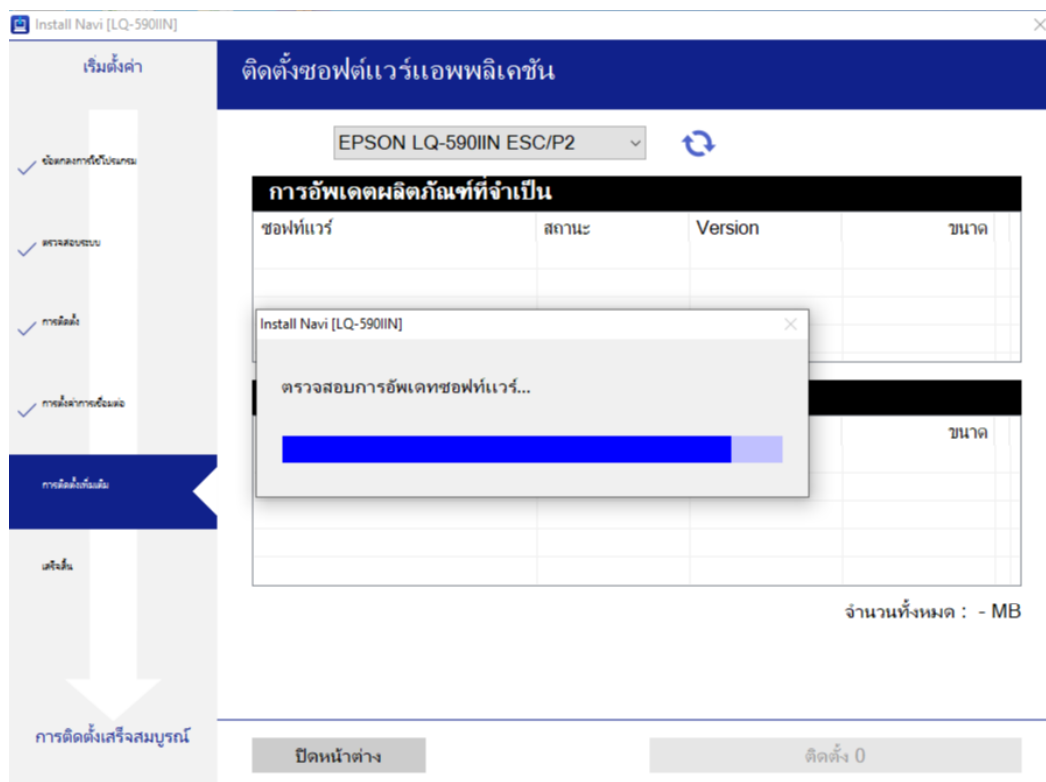 Install Navi [LQ-590IIN]
เริ่มตั้งค่า
ติดตั้งซอฟต์แวร์แอพพลิเคชัน
EPSON LQ-590IIN ESC/P2
ข้อตกลงการใช้โปรแกรม
การอัพเดตผลิตภัณฑ์ที่จำเป็น
ซอฟท์แวร์ สถานะ Version ขนาด
ตรวจสอบระบบ
การติดตั้ง
Install Navi [LQ-590IIN]
ตรวจสอบการอัพเดทซอฟท์แวร์...
การตั้งค่าการเชื่อมต่อ
ขนาด
การติดตั้งเพิ่มเติม
เสร็จสิ้น
จำนวนทั้งหมด : - MB
การติดตั้งเสร็จสมบูรณ์
ปิดหน้าต่าง
ติดตั้ง 0